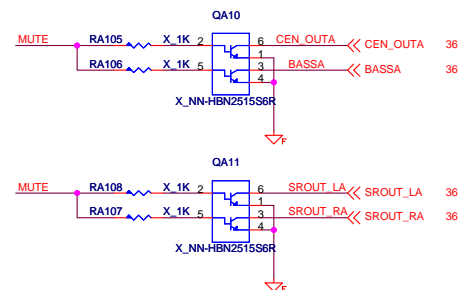 QA10
MUTE RA105 X_1K 2 6 CEN_OUTA CEN_OUTA 36
1
RA106 X_1K 5 3 BASSA BASSA 36
4
X_NN-HBN2515S6R
F
QA11
MUTE RA108 X_1K 2 6 SROUT_LA SROUT_LA 36
1
RA107 X_1K 5 3 SROUT_RA SROUT_RA 36
4
X_NN-HBN2515S6R
F